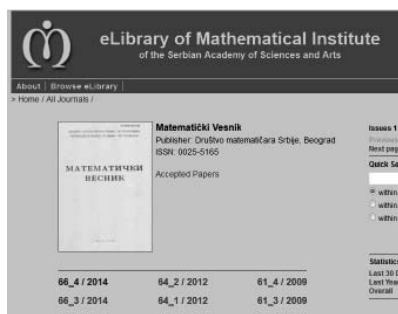 eLibrary of Mathematical Institute
of the Serbian Academy of Sciences and Arts
About | Browse eLibrary |
> Home / All Journals /
МАТЕМАТИЧКИ
ВЕСНИК
Matematički Vesnik
Publisher: Društvo matematičara Srbije, Beograd
ISSN: 0025-5165
Accepted Papers
66_4 / 2014 64_2 / 2012 61_4 / 2009
66_3 / 2014 64_1 / 2012 61_3 / 2009
Issues 1
Previous
Next pag
Quick Se
within
within
within
Statistics
Last 30 D
Last Year
Overall